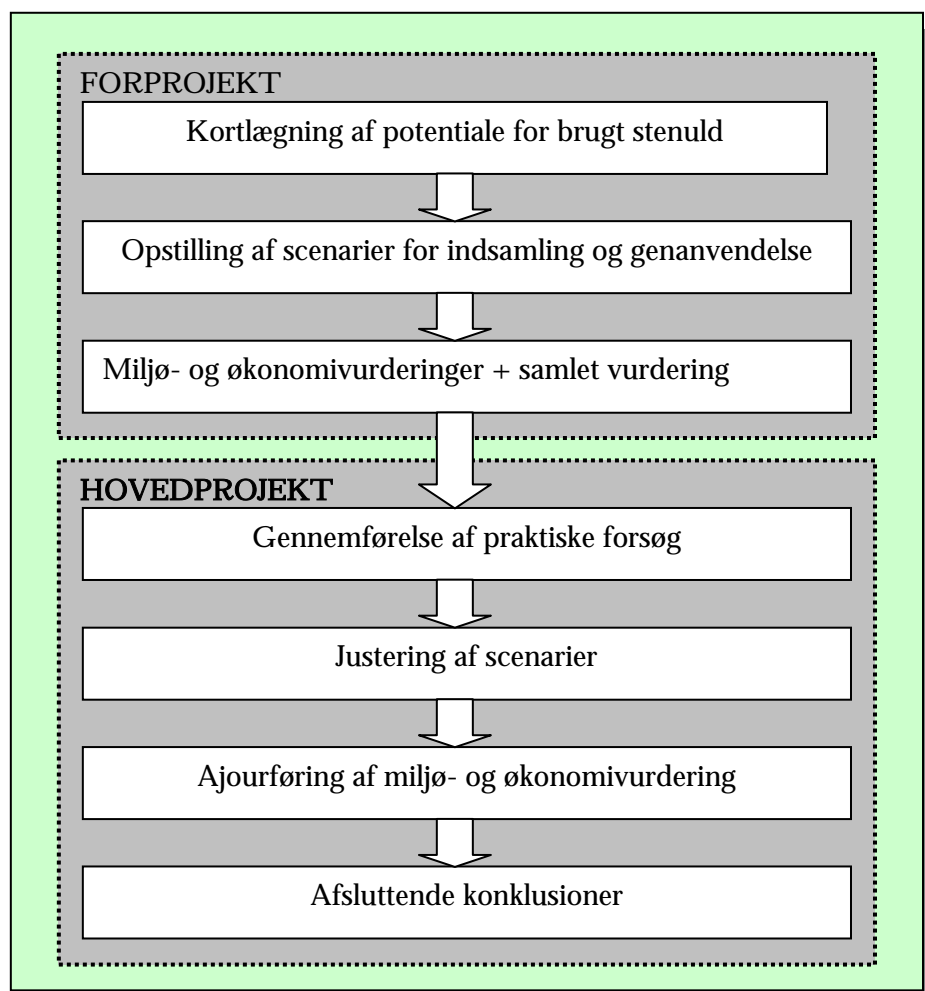 FORPROJEKT
Kortlægning af potentiale for brugt stenuld
Opstilling af scenarier for indsamling og genanvendelse
Miljø- og økonomivurderinger + samlet vurdering
HOVEDPROJEKT
Gennemførelse af praktiske forsøg
Justering af scenarier
Ajourføring af miljø- og økonomivurdering
Afsluttende konklusioner